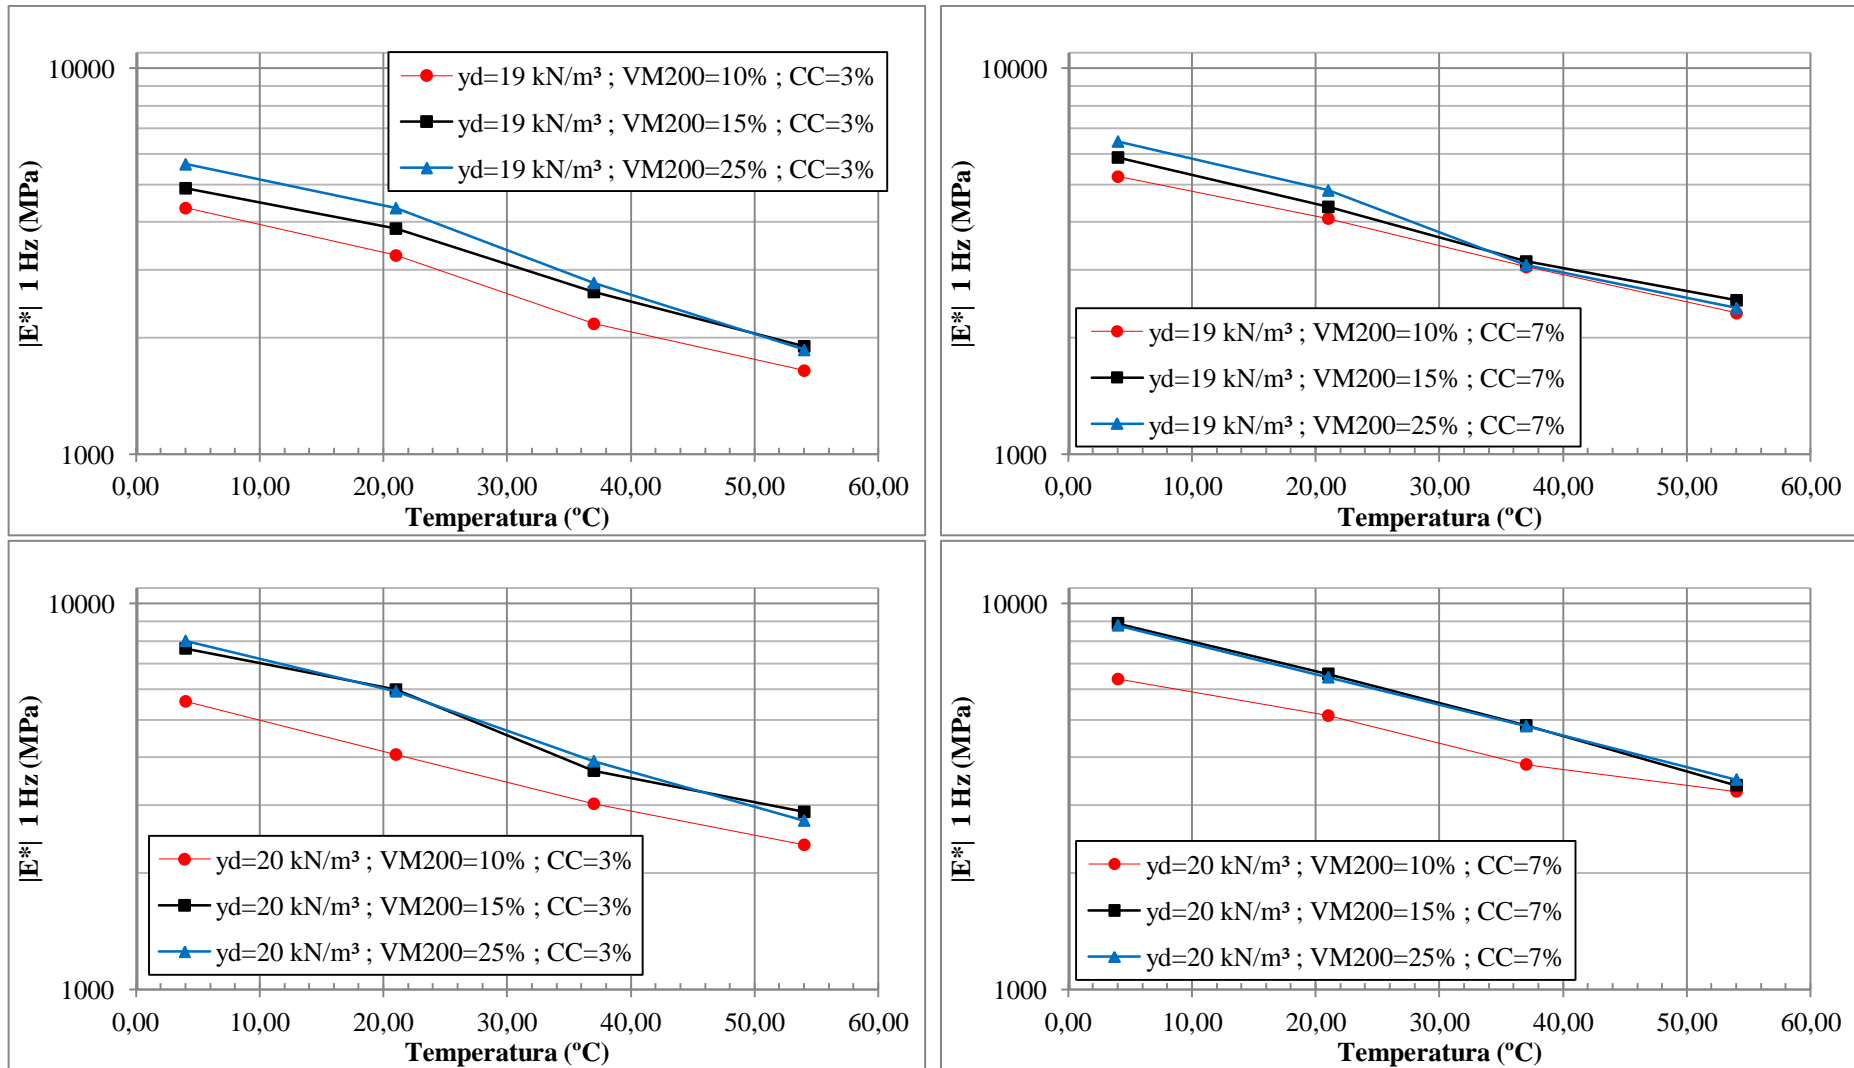 10000
yd=19 kN/m³ ; VM200=10% ; CC=3%
yd=19 kN/m³ ; VM200=15% ; CC=3%
yd=19 kN/m³ ; VM200=25% ; CC=3%
|E*| 1 Hz (MPa)
1000
0,00 10,00 20,00 30,00 40,00 50,00 60,00
Temperatura (ºC)
10000
|E*| 1 Hz (MPa)
yd=19 kN/m³ ; VM200=10% ; CC=7%
yd=19 kN/m³ ; VM200=15% ; CC=7%
yd=19 kN/m³ ; VM200=25% ; CC=7%
1000
0,00 10,00 20,00 30,00 40,00 50,00 60,00
Temperatura (ºC)
10000
|E*| 1 Hz (MPa)
yd=20 kN/m³ ; VM200=10% ; CC=3%
yd=20 kN/m³ ; VM200=15% ; CC=3%
yd=20 kN/m³ ; VM200=25% ; CC=3%
1000
0,00 10,00 20,00 30,00 40,00 50,00 60,00
Temperatura (ºC)
10000
|E*| 1 Hz (MPa)
yd=20 kN/m³ ; VM200=10% ; CC=7%
yd=20 kN/m³ ; VM200=15% ; CC=7%
yd=20 kN/m³ ; VM200=25% ; CC=7%
1000
0,00 10,00 20,00 30,00 40,00 50,00 60,00
Temperatura (ºC)